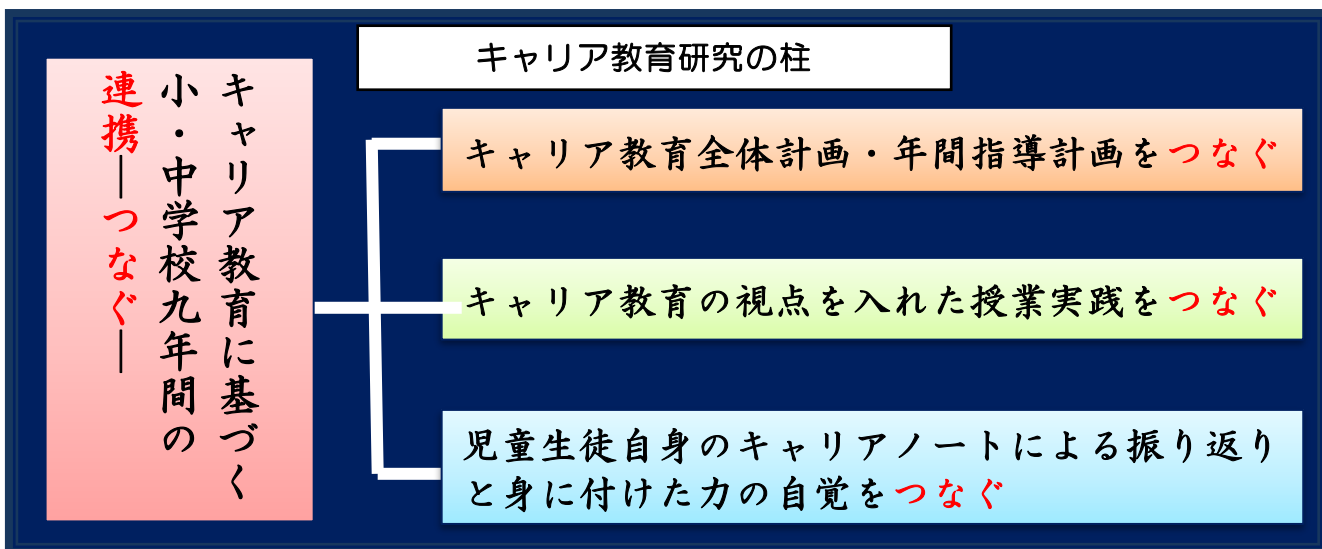 キャリア教育研究の柱
キャリア教育に基づく
小・中学校九年間の
連携―つなぐ―
キャリア教育全体計画・年間指導計画をつなぐ
キャリア教育の視点を入れた授業実践をつなぐ
児童生徒自身のキャリアノートによる振り返り
と身に付けた力の自覚をつなぐ